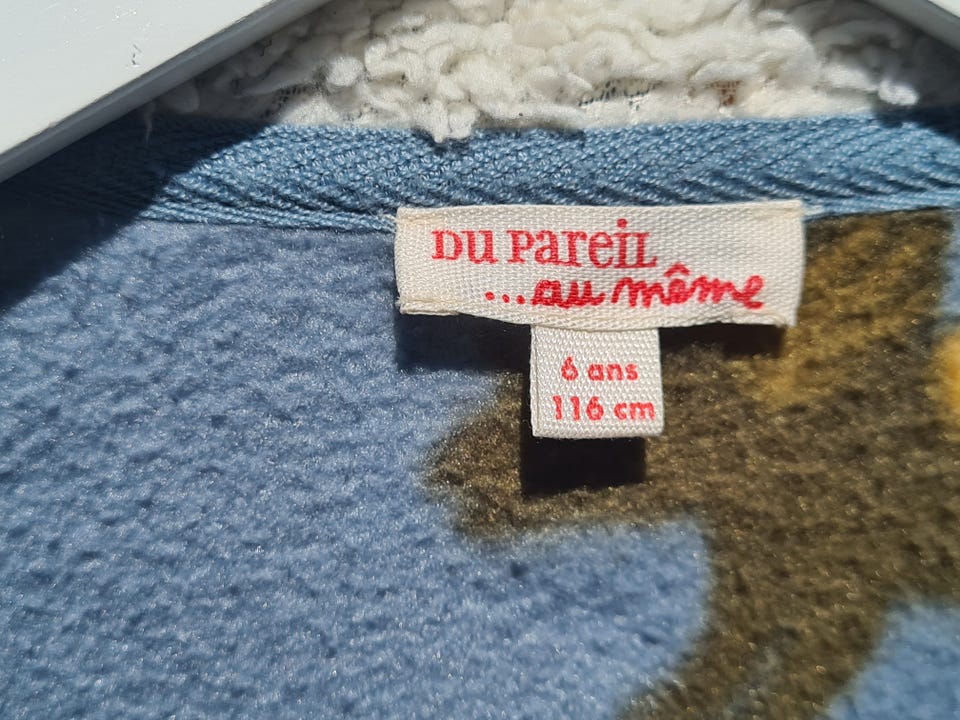 Du Pareil
...au même
6 ans
116 cm